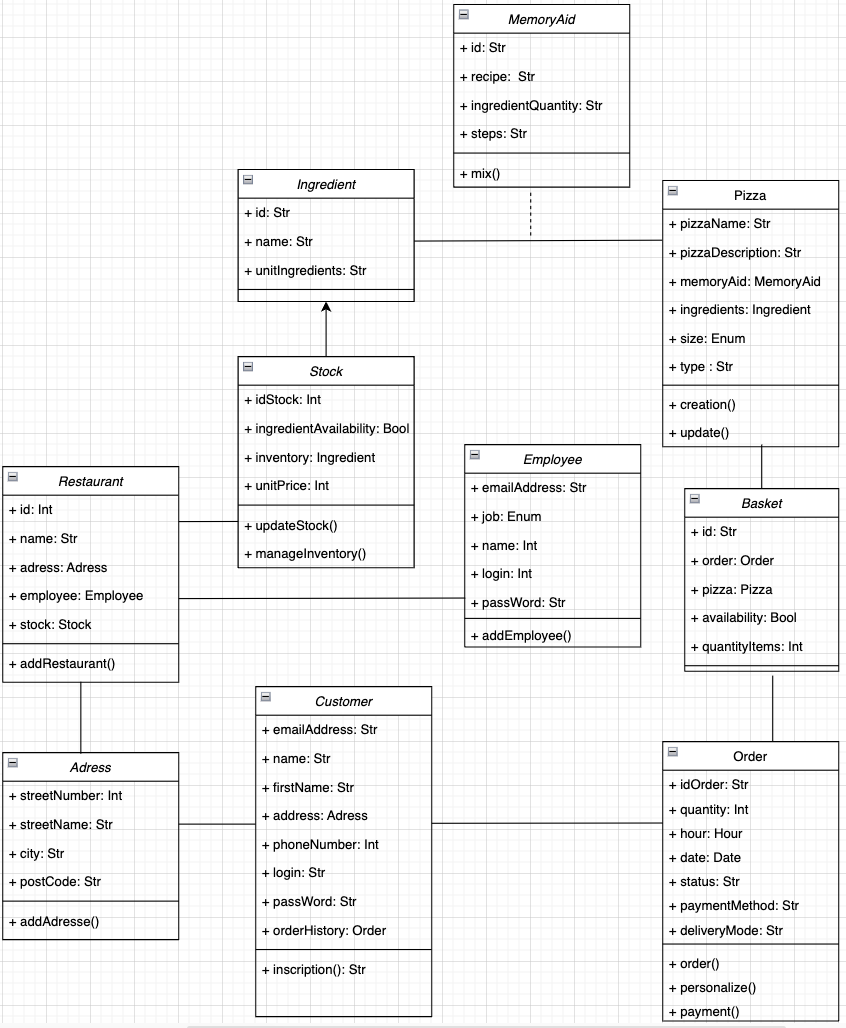 MemoryAid
+ id: Str
+ recipe:  Str
+ ingredientQuantity: Str
+ steps: Str
+ mix()
Ingredient
+ id: Str
+ name: Str
+ unitIngredients: Str
Pizza
+ pizzaName: Str
+ pizzaDescription: Str
+ memoryAid: MemoryAid
+ ingredients: Ingredient
+ size: Enum
+ type : Str
+ creation()
+ update()
Stock
+ idStock: Int
+ ingredientAvailability: Bool
+ inventory: Ingredient
+ unitPrice: Int
+ updateStock()
+ manageInventory()
Employee
+ emailAddress: Str
+ job: Enum
+ name: Int
+ login: Int
+ passWord: Str
+ addEmployee()
Restaurant
+ id: Int
+ name: Str
+ adress: Adress
+ employee: Employee
+ stock: Stock
+ addRestaurant()
Basket
+ id: Str
+ order: Order
+ pizza: Pizza
+ availability: Bool
+ quantityItems: Int
Customer
+ emailAddress: Str
+ name: Str
+ firstName: Str
+ address: Adress
+ phoneNumber: Int
+ login: Str
+ passWord: Str
+ orderHistory: Order
+ inscription(): Str
Adress
+ streetNumber: Int
+ streetName: Str
+ city: Str
+ postCode: Str
+ addAdresse()
Order
+ idOrder: Str
+ quantity: Int
+ hour: Hour
+ date: Date
+ status: Str
+ paymentMethod: Str
+ deliveryMode: Str
+ order()
+ personalize()
+ payment()